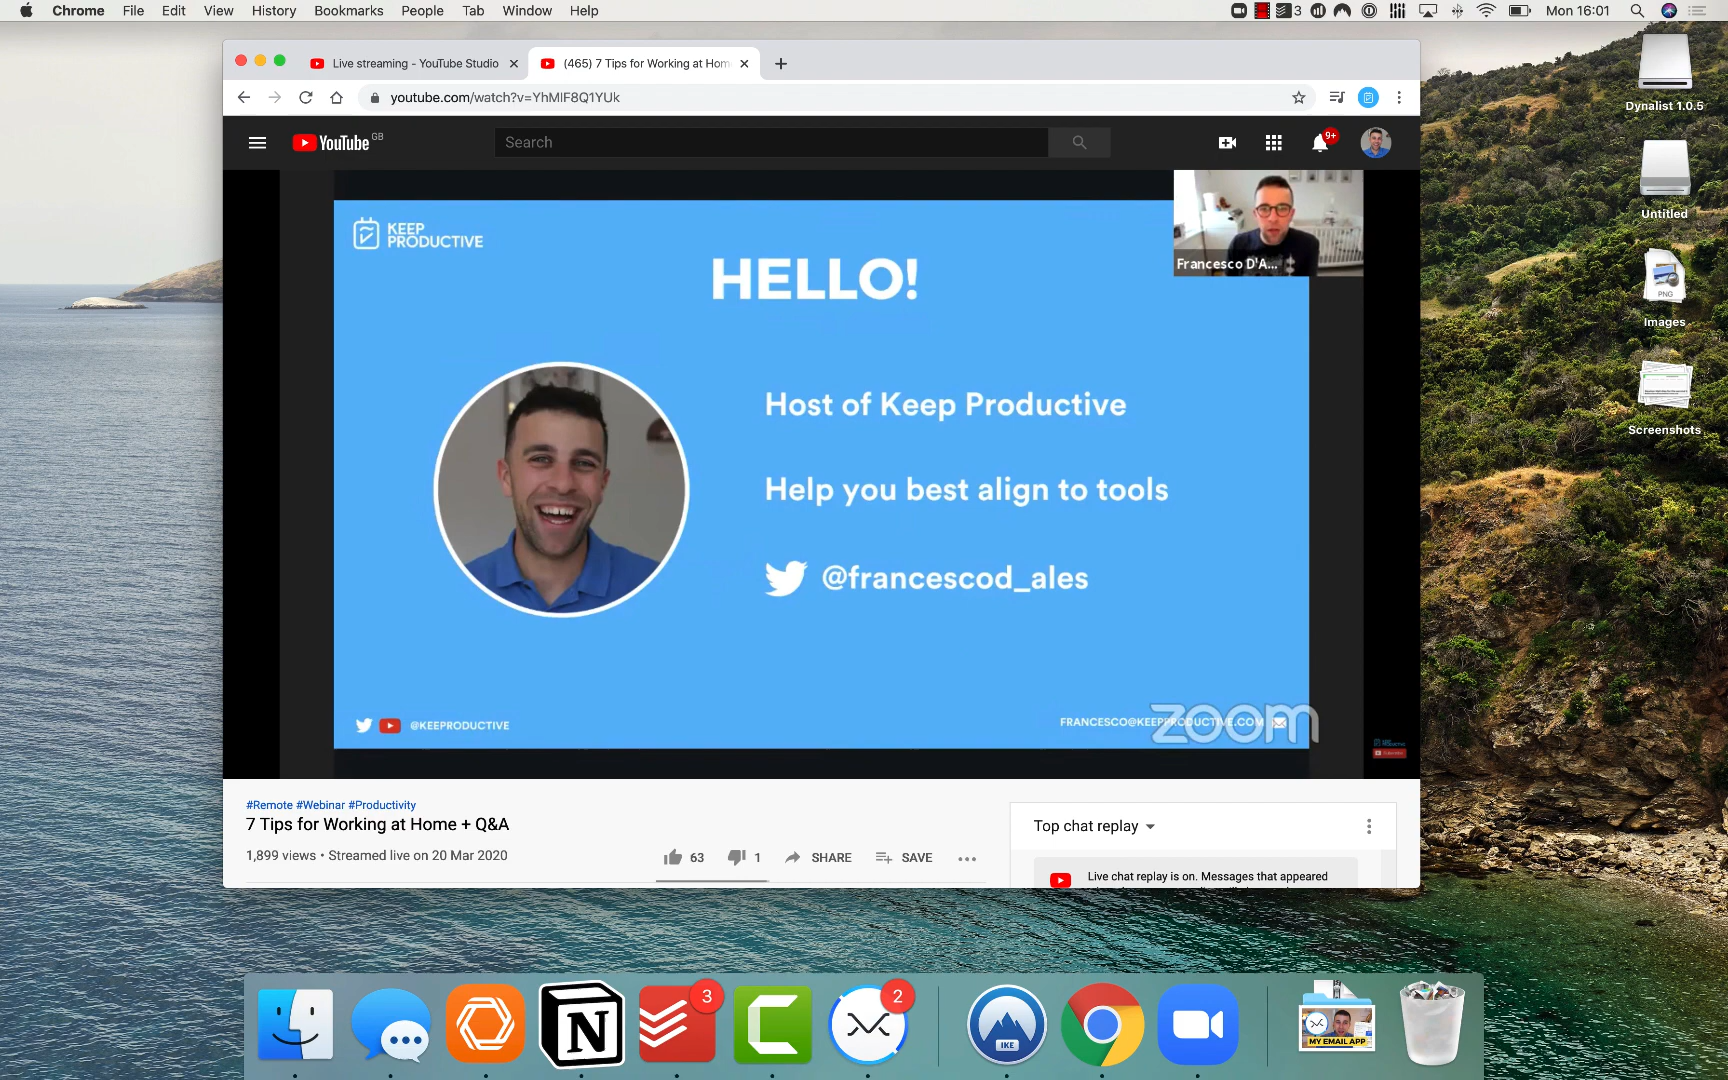 Chrome File Edit View History Bookmarks People Tab Window Help
3
Mon 16:01
Live streaming - YouTube Studio
(465) 7 Tips for Working at Hom
youtube.com/watch?v=YhMIF8Q1YUk
YouTube GB
Search
9+
KEEP
PRODUCTIVE
HELLO!
Francesco D'A...
Host of Keep Productive
Help you best align to tools
@francescod_ales
@KEEPRODUCTIVE
FRANCESCO@KEEPPRODUCTIVE.COM
zoom
#Remote #Webinar #Productivity
7 Tips for Working at Home + Q&A
1,899 views • Streamed live on 20 Mar 2020
63
1
SHARE
SAVE
Top chat replay
Live chat replay is on. Messages that appeared
Dynalist 1.0.5
Untitled
PNG
Images
Screenshots
N
3
2
IKE
MY EMAIL APP